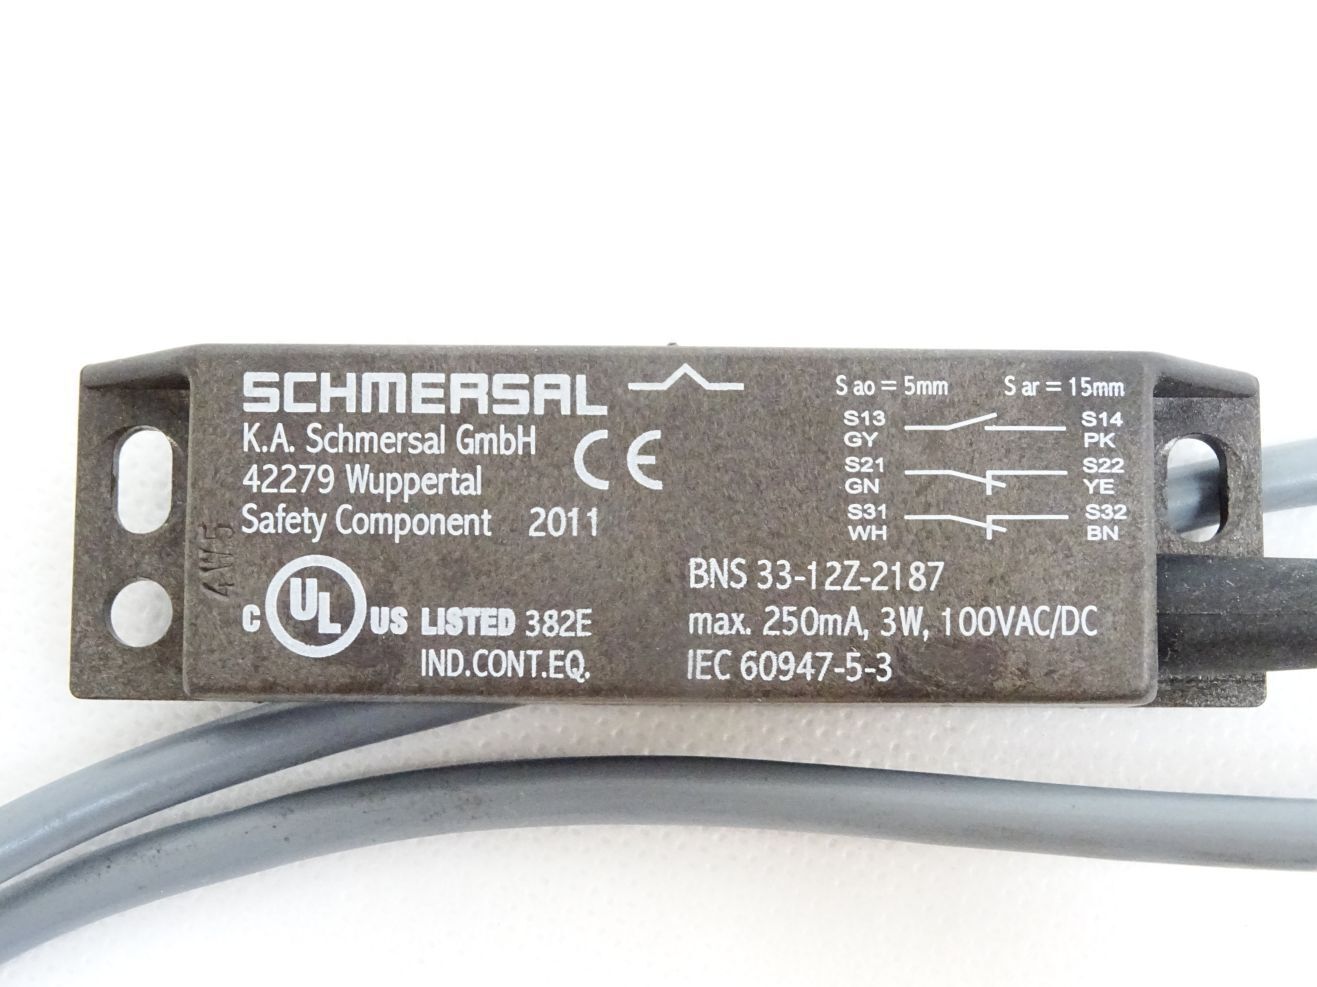 SCHMERSAL
K.A. Schmersal GmbH
42279 Wuppertal
Safety Component 2011
CE
C UL US LISTED 382E
IND.CONT.EQ.
4W5
S ao = 5mm S ar = 15mm
S13 S14
GY PK
S21 S22
GN YE
S31 S32
WH BN
BNS 33-12Z-2187
max. 250mA, 3W, 100VAC/DC
IEC 60947-5-3